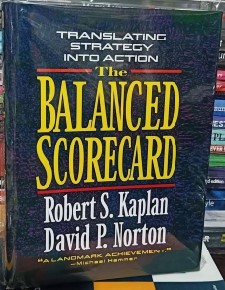 TRANSLATING
STRATEGY
INTO ACTION
The
BALANCED
SCORECARD
Robert S. Kaplan
David P. Norton
"A LANDMARK ACHIEVEMENT."
—Michael Hammer